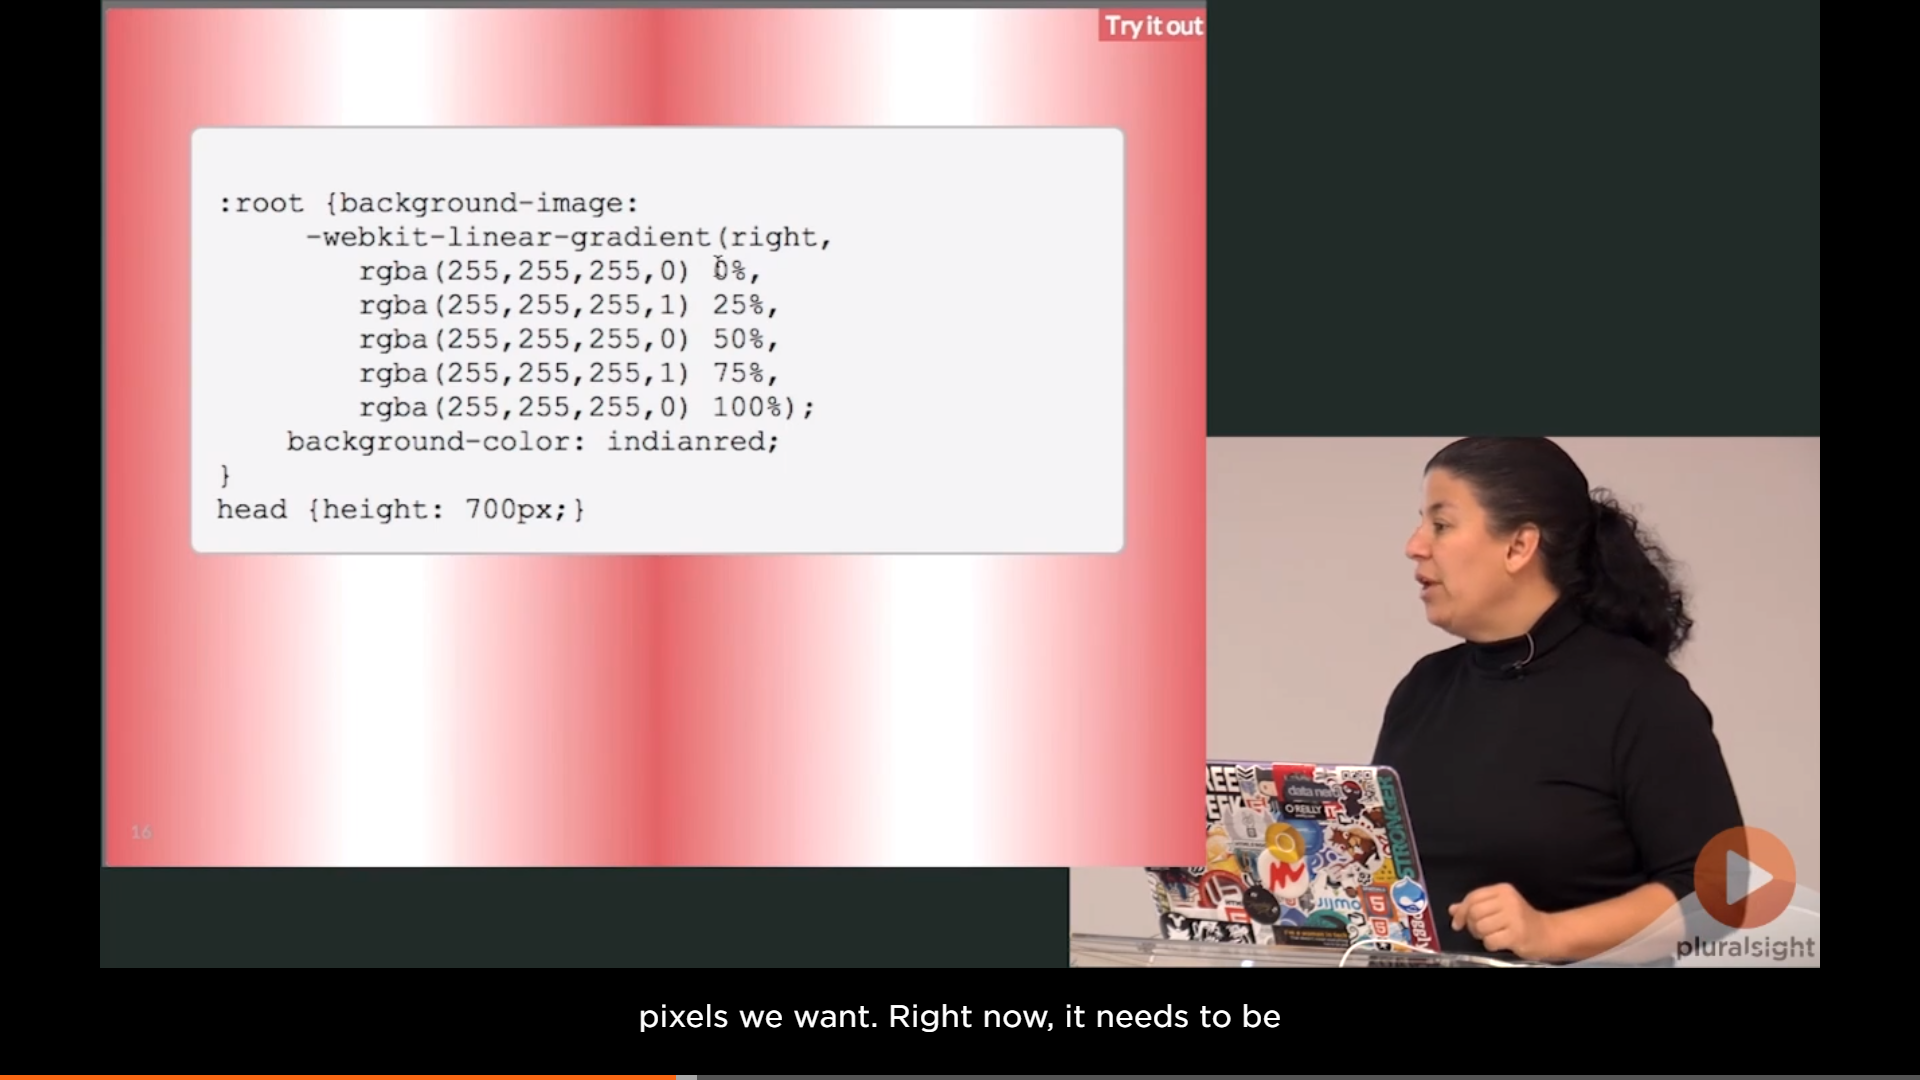 Try it out
:root {background-image:
-webkit-linear-gradient(right,
rgba(255,255,255,0) 0%,
rgba(255,255,255,1) 25%,
rgba(255,255,255,0) 50%,
rgba(255,255,255,1) 75%,
rgba(255,255,255,0) 100%);
background-color: indianred;
}
head {height: 700px;}
16
data
O'REILLY
STRONGER
pluralsight
pixels we want. Right now, it needs to be